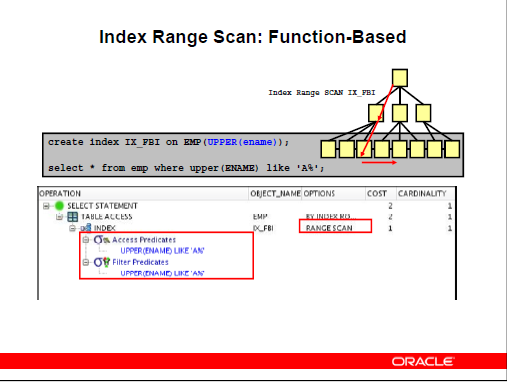 Index Range Scan: Function-Based
Index Range SCAN IX_FBI
create index IX_FBI on EMP(UPPER(ename));
select * from emp where upper(ENAME) like 'A%';
OPERATION OBJECT_NAME OPTIONS COST CARDINALITY
SELECT STATEMENT 2 1
TABLE ACCESS EMP BY INDEX RO... 2 1
INDEX IX_FBI RANGE SCAN 1 1
Access Predicates
UPPER(ENAME) LIKE 'A%'
Filter Predicates
UPPER(ENAME) LIKE 'A%'
ORACLE